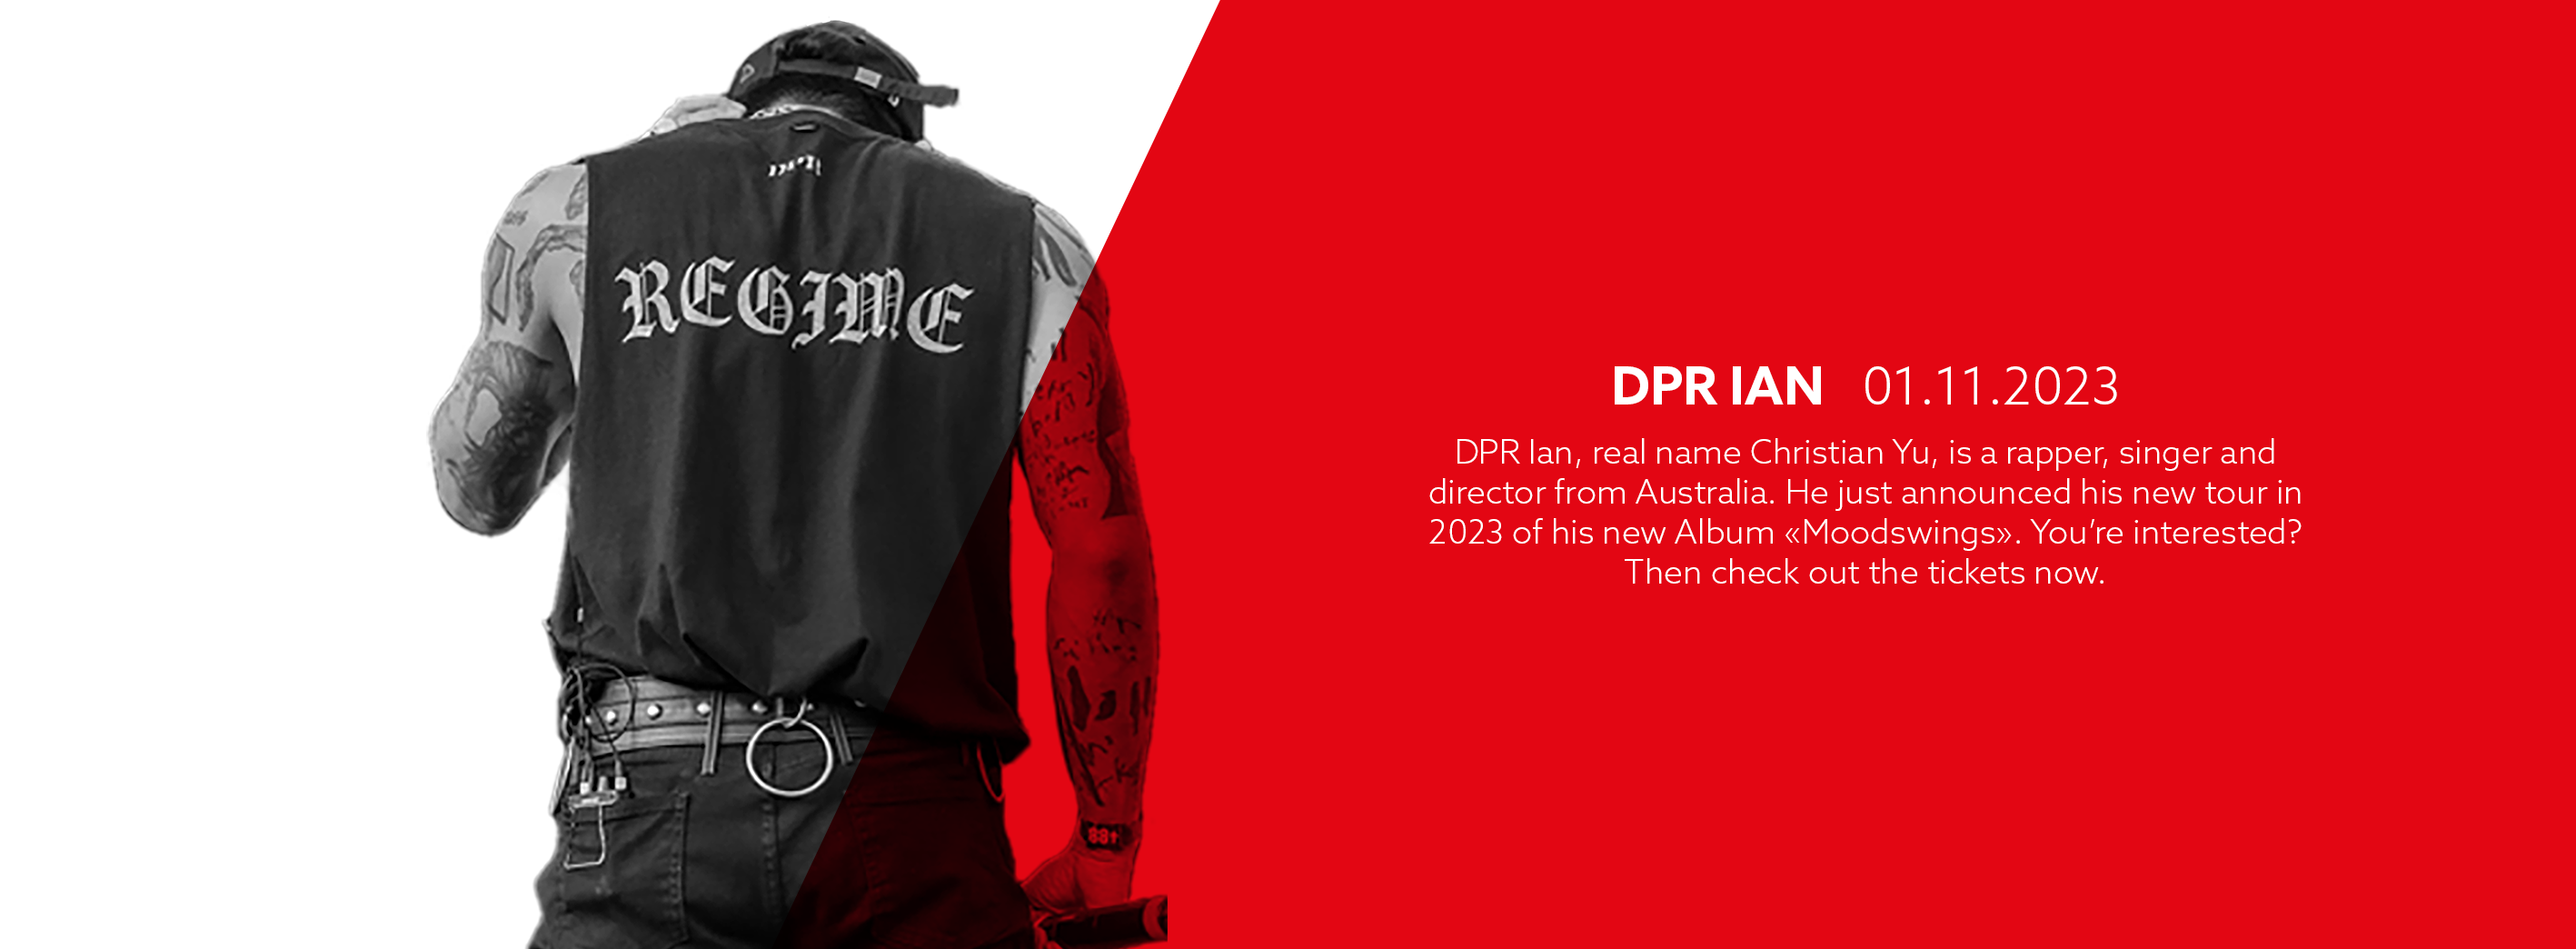 REGIME
DPR IAN 01.11.2023
DPR Ian, real name Christian Yu, is a rapper, singer and
director from Australia. He just announced his new tour in
2023 of his new Album «Moodswings». You’re interested?
Then check out the tickets now.